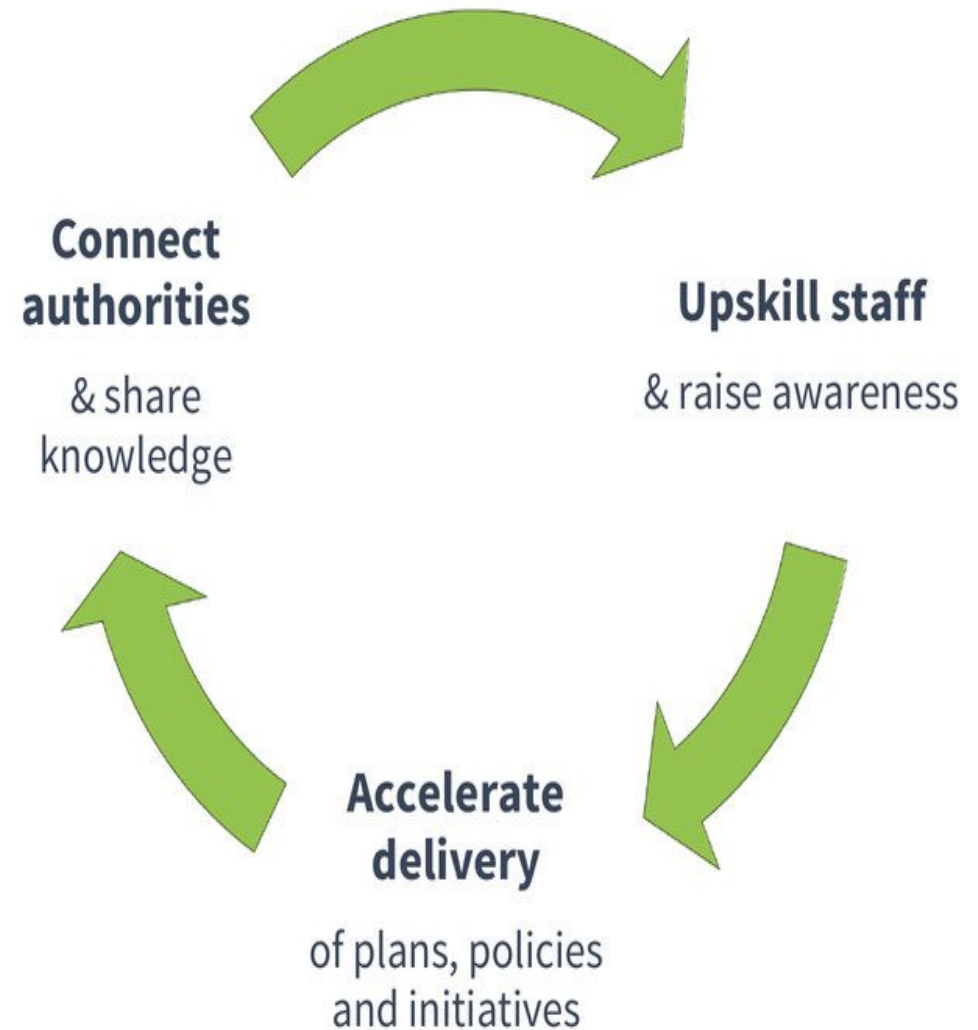 Connect
authorities
& share
knowledge
Upskill staff
& raise awareness
Accelerate
delivery
of plans, policies
and initiatives